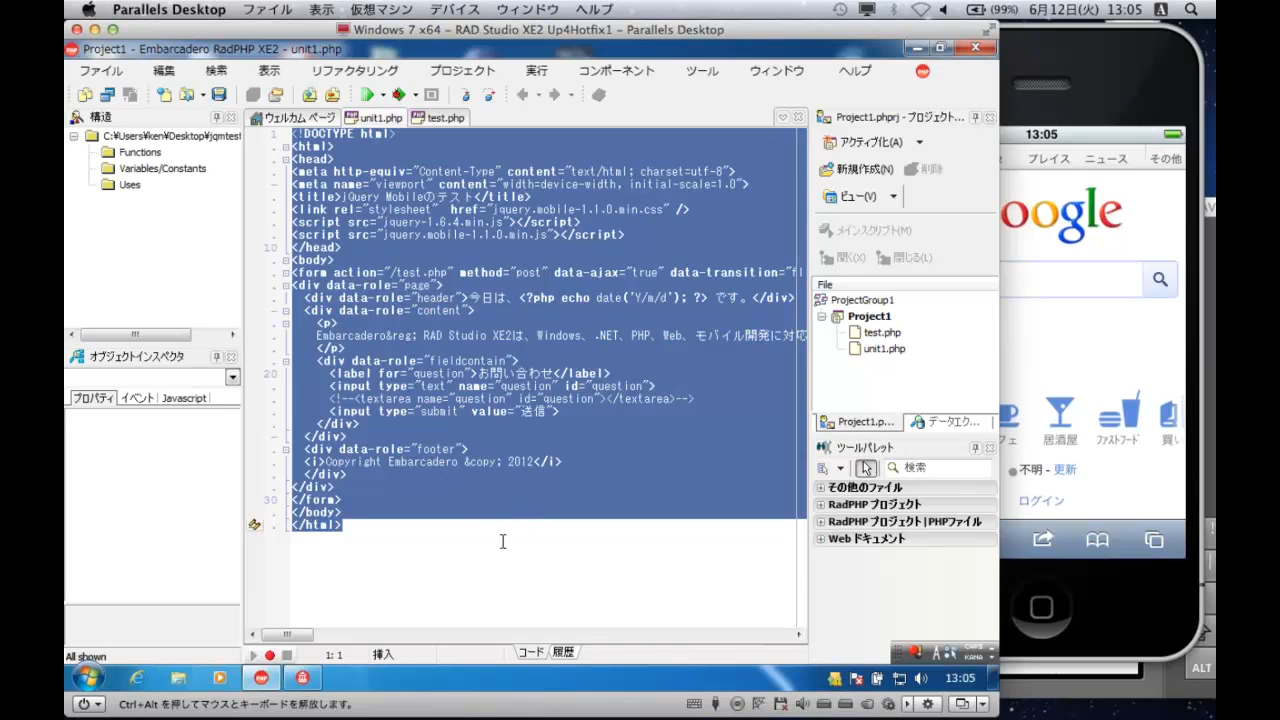 Parallels Desktop ファイル 表示 仮想マシン デバイス ウィンドウ ヘルプ (99%) 6月12日(火) 13:05 A
Windows 7 x64 – RAD Studio XE2 Up4Hotfix1 – Parallels Desktop
Project1 - Embarcadero RadPHP XE2 - unit1.php
ファイル 編集 検索 表示 リファクタリング プロジェクト 実行 コンポーネント ツール ウィンドウ ヘルプ
構造
C:¥Users¥ken¥Desktop¥jqmtest
Functions
Variables/Constants
Uses
オブジェクトインスペクタ
プロパティ イベント Javascript
All shown
ウェルカム ページ unit1.php test.php
1 <!DOCTYPE html>
<html>
<head>
<meta http-equiv="Content-Type" content="text/html; charset=utf-8">
<meta name="viewport" content="width=device-width, initial-scale=1.0">
<title>jQuery Mobileのテスト</title>
<link rel="stylesheet" href="jquery.mobile-1.1.0.min.css" />
<script src="jquery-1.6.4.min.js"></script>
<script src="jquery.mobile-1.1.0.min.js"></script>
10 </head>
<body>
<form action="/test.php" method="post" data-ajax="true" data-transition="fl
<div data-role="page">
<div data-role="header">今日は、<?php echo date('Y/m/d'); ?> です。</div>
<div data-role="content">
<p>
Embarcadero&reg; RAD Studio XE2は、Windows、.NET、PHP、Web、モバイル開発に対応
</p>
<div data-role="fieldcontain">
20 <label for="question">お問い合わせ</label>
<input type="text" name="question" id="question">
<!--<textarea name="question" id="question"></textarea>-->
<input type="submit" value="送信">
</div>
</div>
<div data-role="footer">
<i>Copyright Embarcadero &copy; 2012</i>
</div>
</div>
30 </form>
</body>
</html>
1: 1 挿入 コード 履歴
Project1.phprj - プロジェクト...
アクティブ化(A)
新規作成(N) 削除
ビュー(V)
メインスクリプト(M)
開く(X) 閉じる(L)
File
ProjectGroup1
Project1
test.php
unit1.php
Project1.p... データエク...
ツールパレット
検索
その他のファイル
RadPHP プロジェクト
RadPHP プロジェクト | PHPファイル
Web ドキュメント
A CAPS KANA
13:05
Ctrl+Alt を押してマウスとキーボードを解放します。
13:05
プレイス ニュース その他
oogle
フェ 居酒屋 ファストフード 買い
不明 - 更新
ログイン
ALT